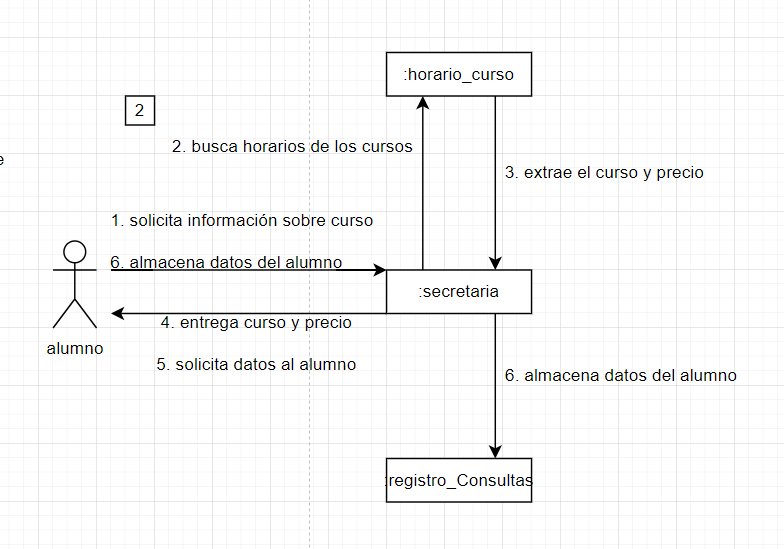 :horario_curso
2
2. busca horarios de los cursos
e
3. extrae el curso y precio
1. solicita información sobre curso
6. almacena datos del alumno
:secretaria
4. entrega curso y precio
alumno
5. solicita datos al alumno
6. almacena datos del alumno
:registro_Consultas